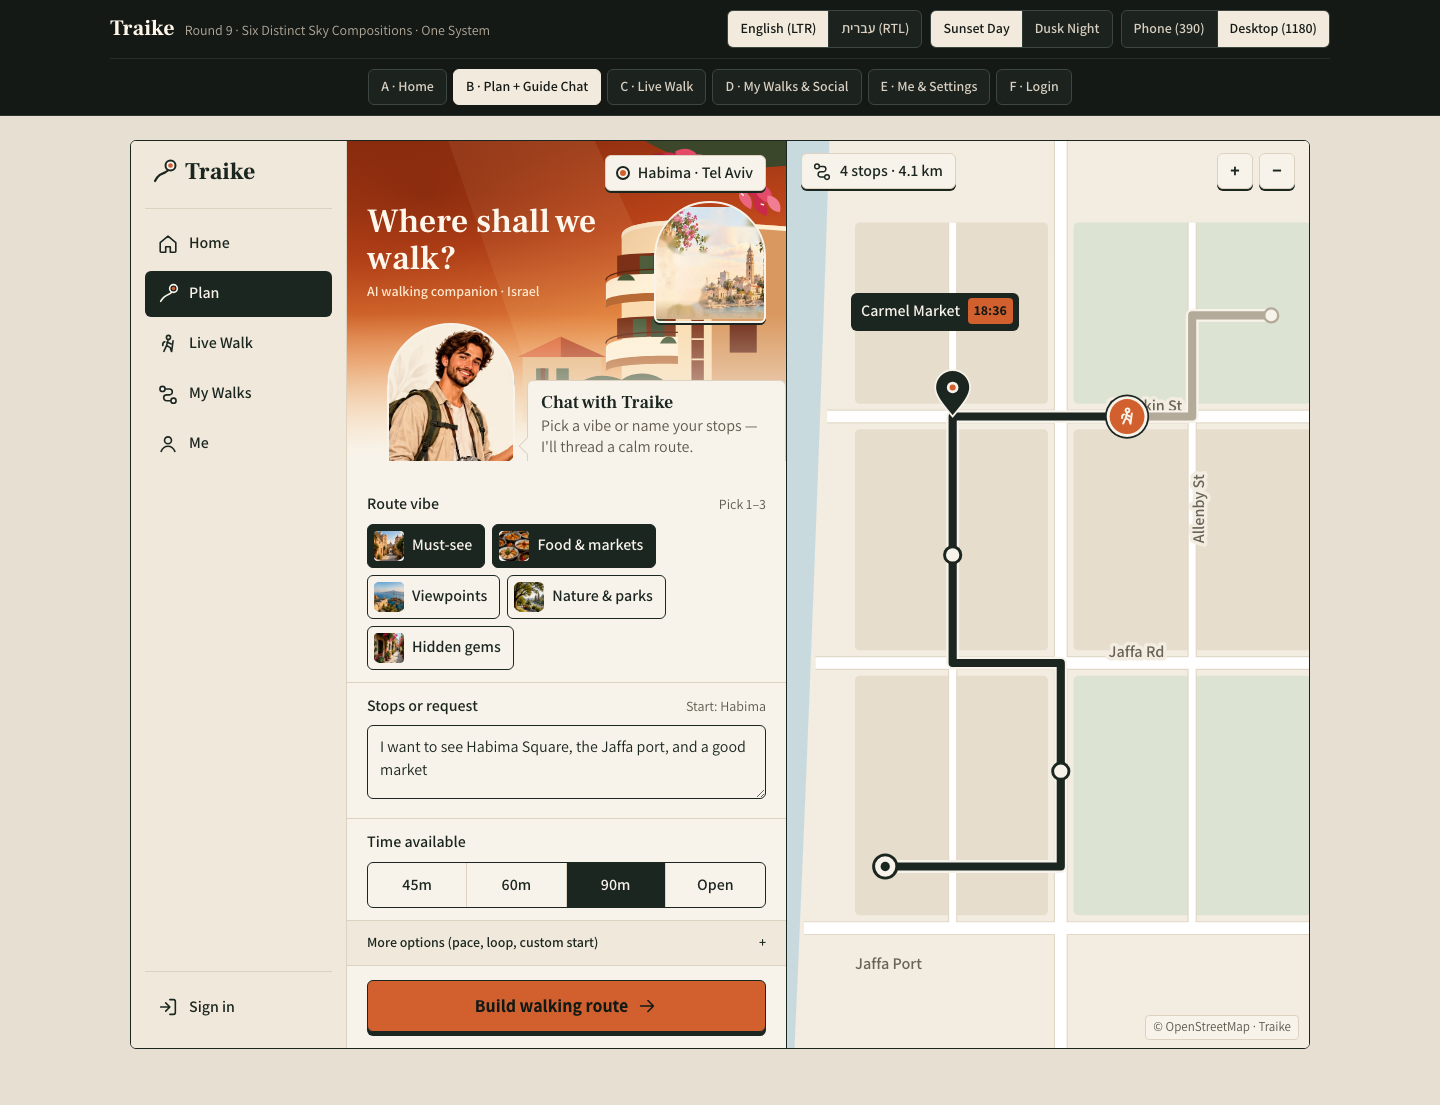 Traike
Round 9 · Six Distinct Sky Compositions · One System
English (LTR)
עברית (RTL)
Sunset Day
Dusk Night
Phone (390)
Desktop (1180)
A · Home
B · Plan + Guide Chat
C · Live Walk
D · My Walks & Social
E · Me & Settings
F · Login
Traike
Home
Plan
Live Walk
My Walks
Me
Sign in
Habima · Tel Aviv
Where shall we
walk?
AI walking companion · Israel
Chat with Traike
Pick a vibe or name your stops —
I'll thread a calm route.
Route vibe
Pick 1–3
Must-see
Food & markets
Viewpoints
Nature & parks
Hidden gems
Stops or request
Start: Habima
I want to see Habima Square, the Jaffa port, and a good
market
Time available
45m
60m
90m
Open
More options (pace, loop, custom start)
+
Build walking route →
4 stops · 4.1 km
+
−
Carmel Market 18:36
St
Allenby St
Jaffa Rd
Jaffa Port
© OpenStreetMap · Traike